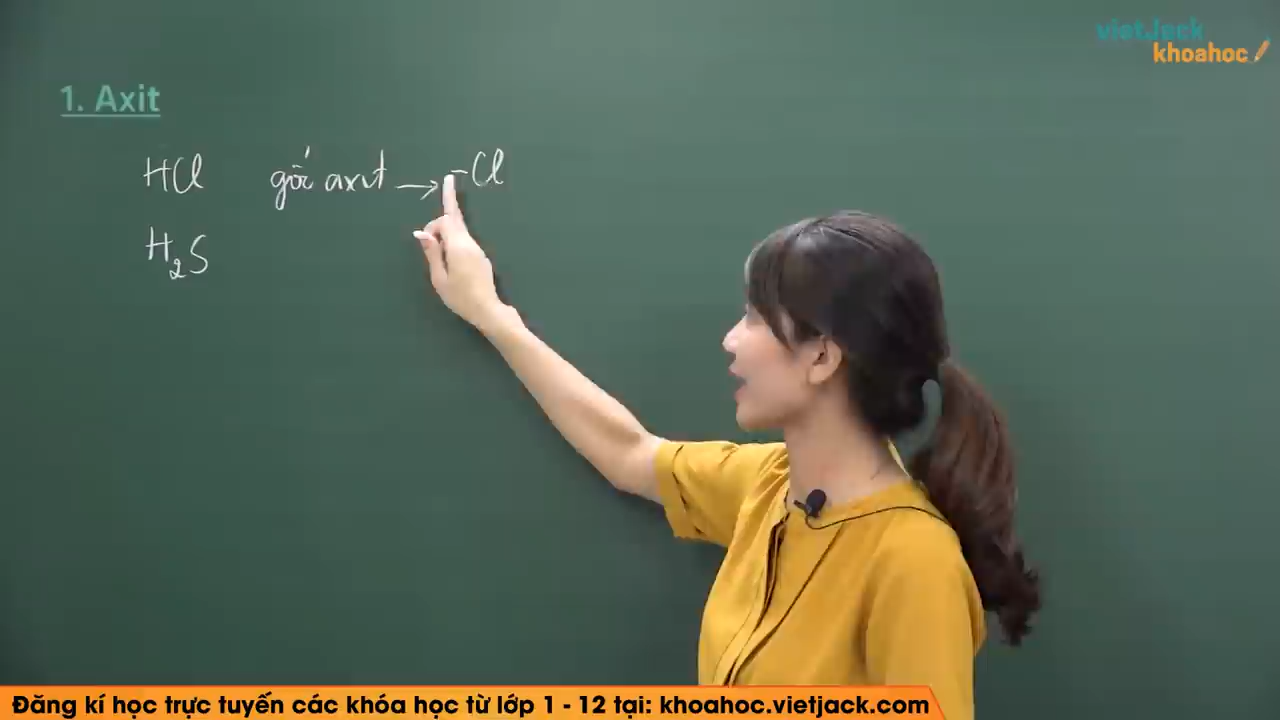 vietJack
khoahoc
1. Axit
HCl gốc axit → -Cl
H₂S
Đăng kí học trực tuyến các khóa học từ lớp 1 - 12 tại: khoahoc.vietjack.com